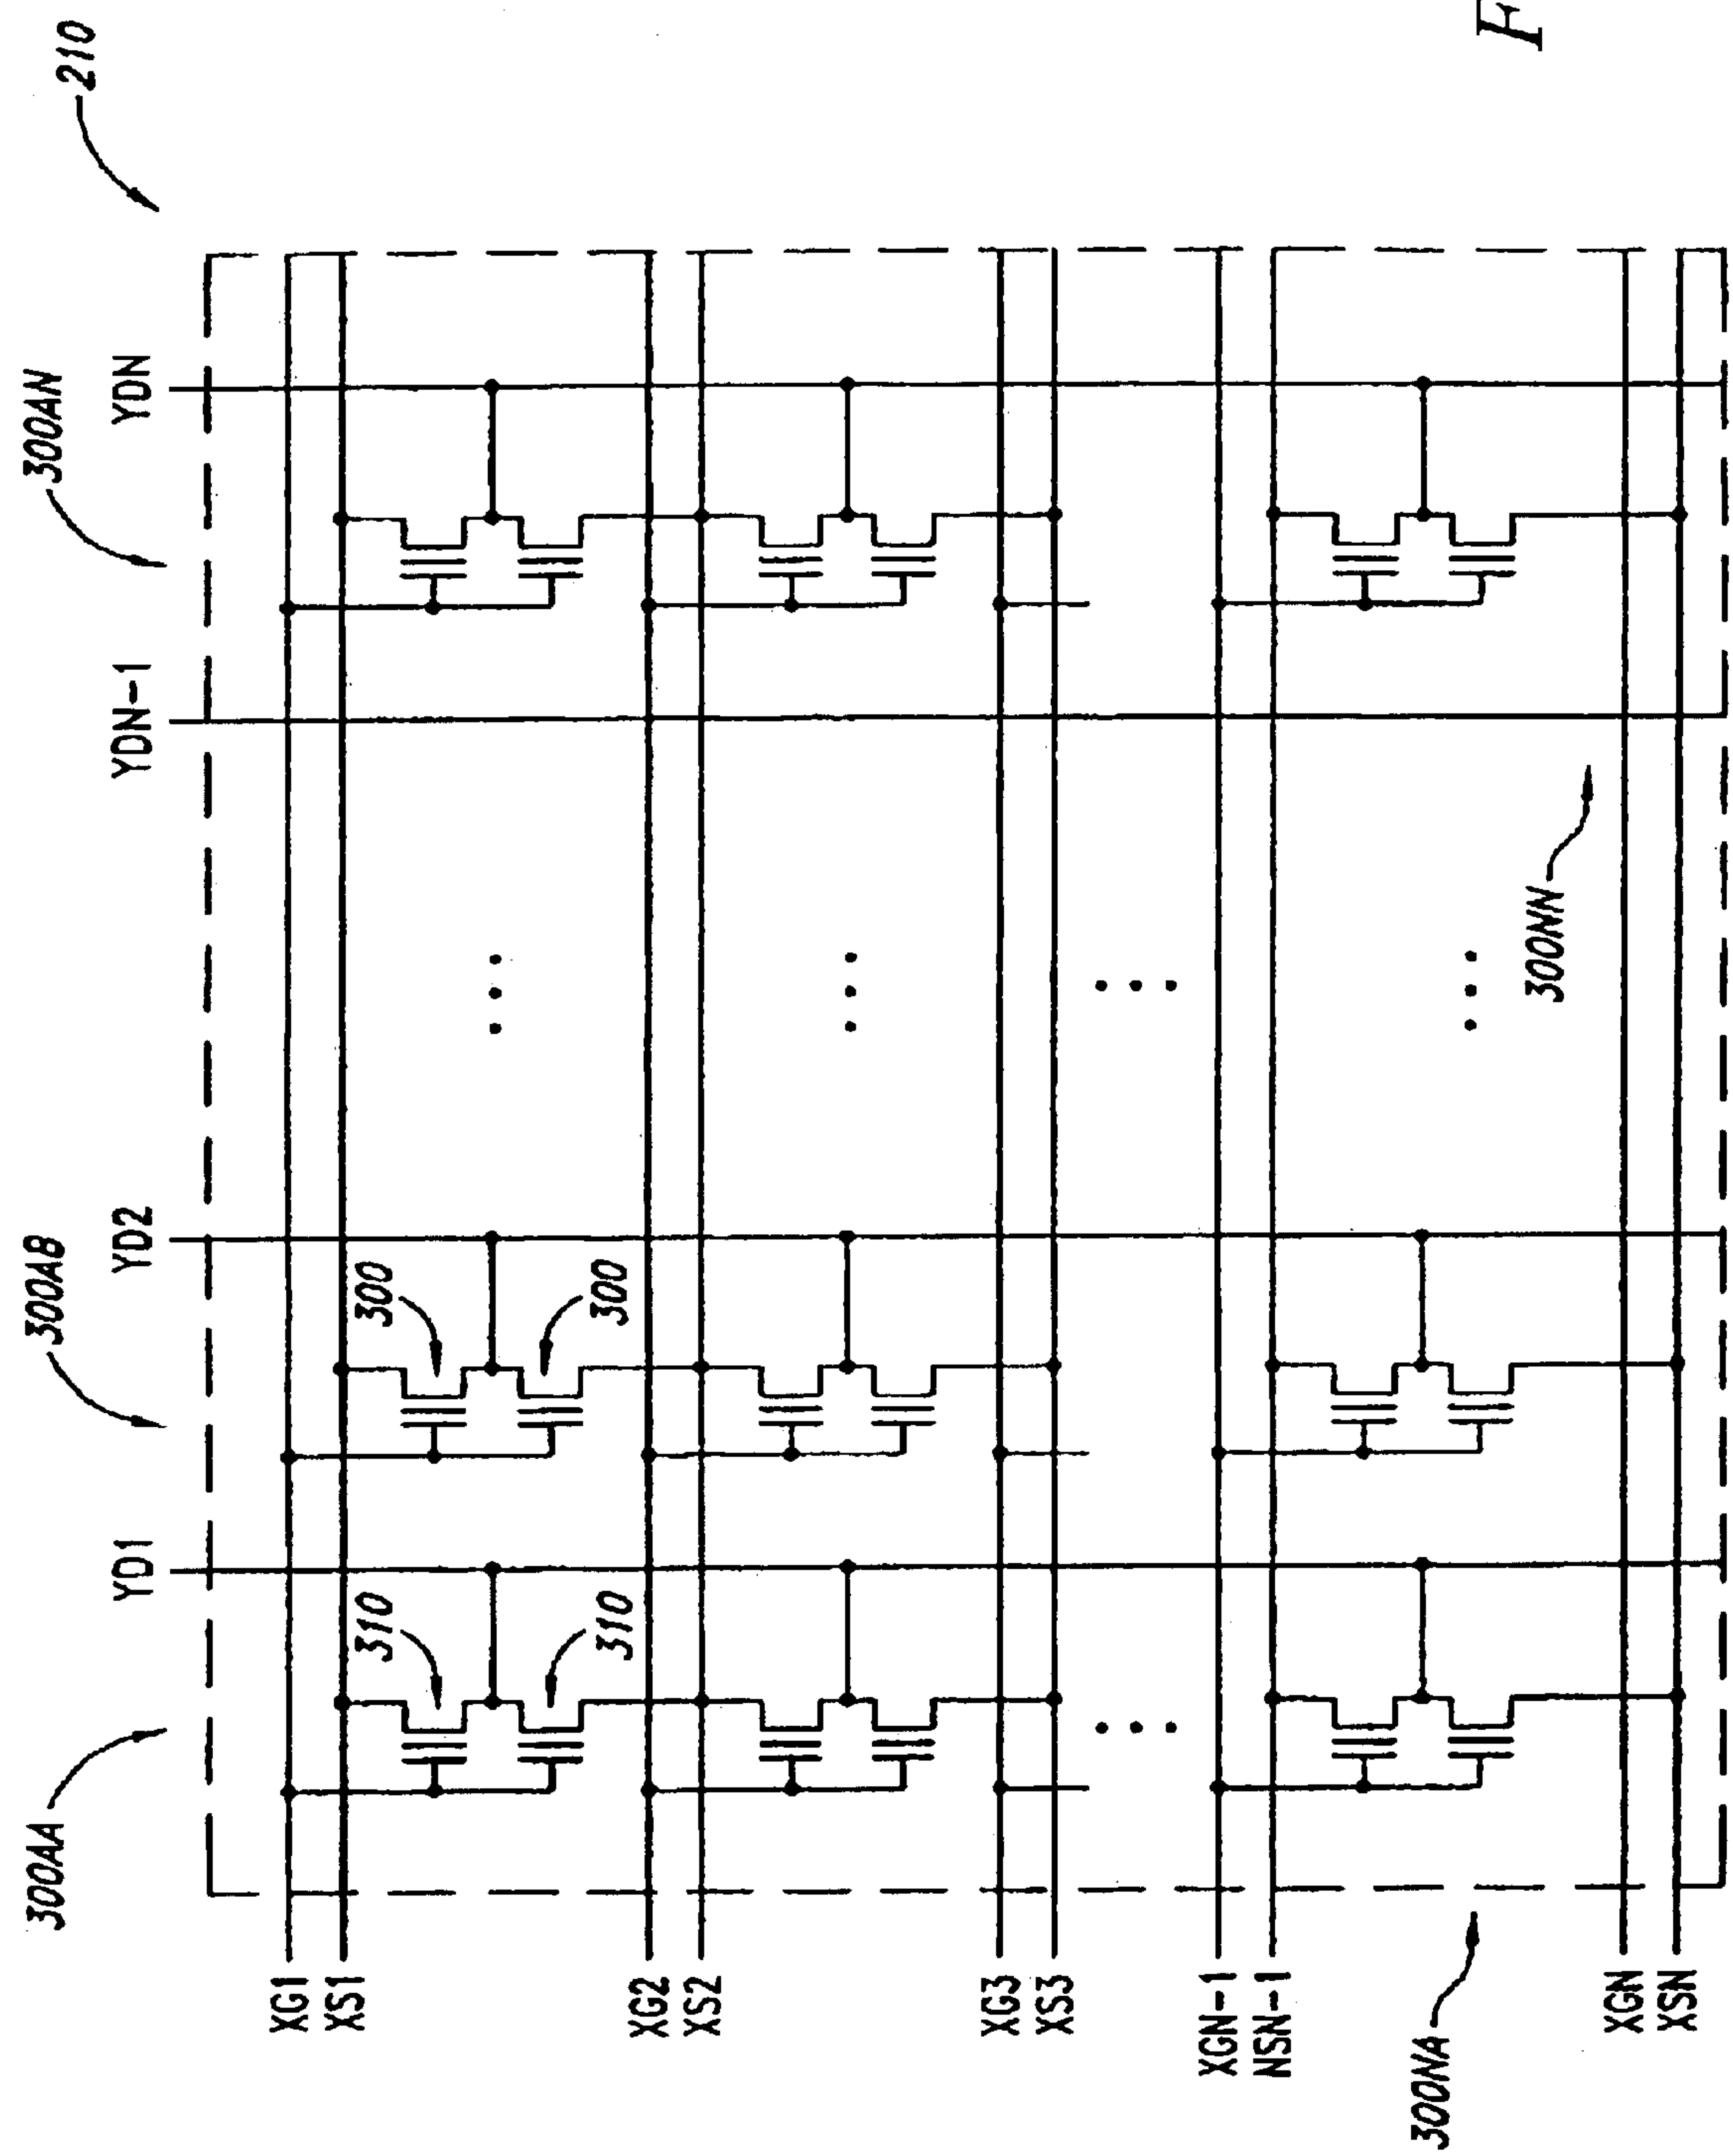 210
300AA
300AB
300AN
YD1
YD2
YDN-1
YDN
XG1
XS1
310
310
300
300
XG2
XS2
XG3
XS3
XGN-1
NSN-1
300NA
300NN
XGN
XSN
F